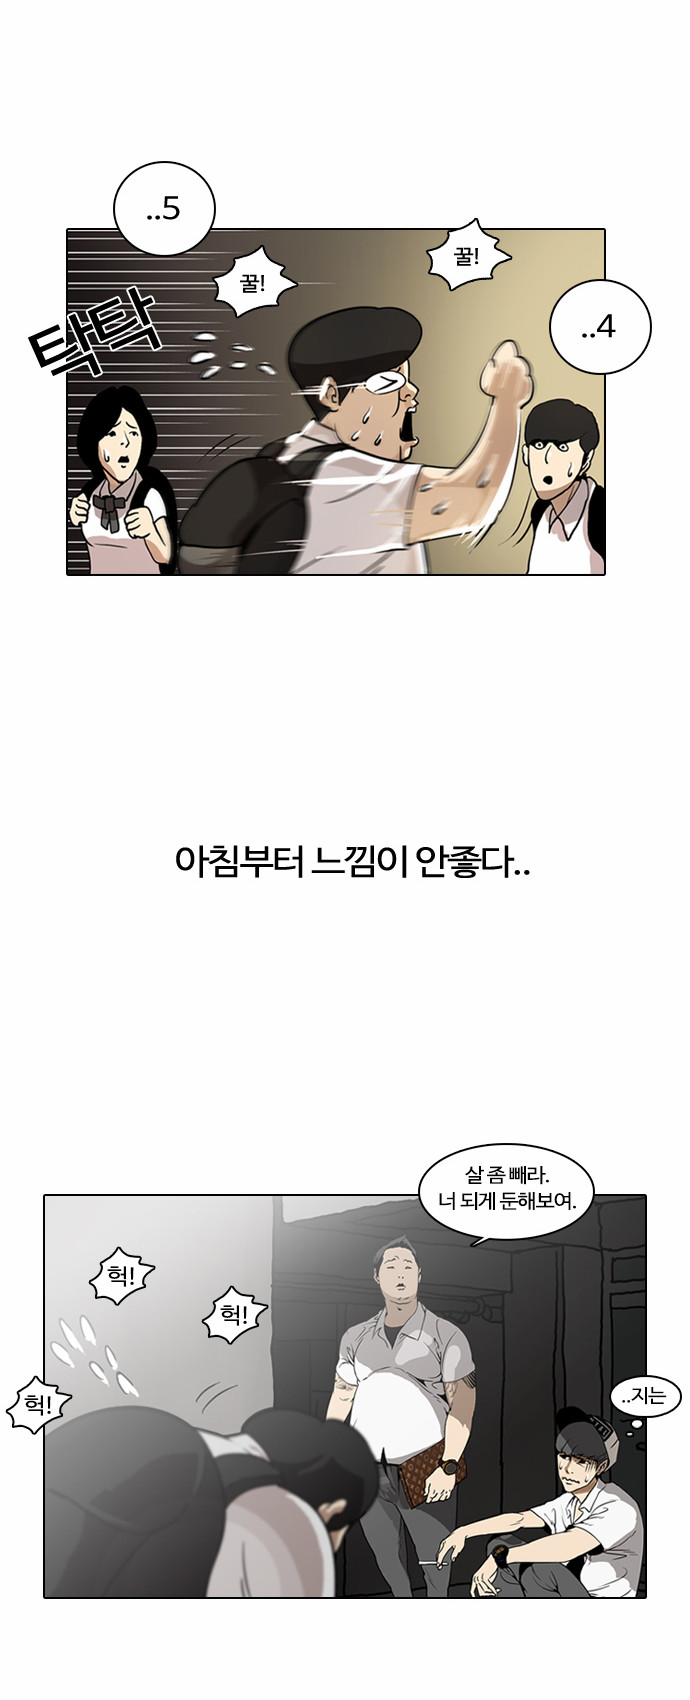 ..5
꿀!
꿀!
..4
탁탁
아침부터 느낌이 안좋다..
살 좀 빼라.
너 되게 둔해보여.
헉!
헉!
헉!
..지는